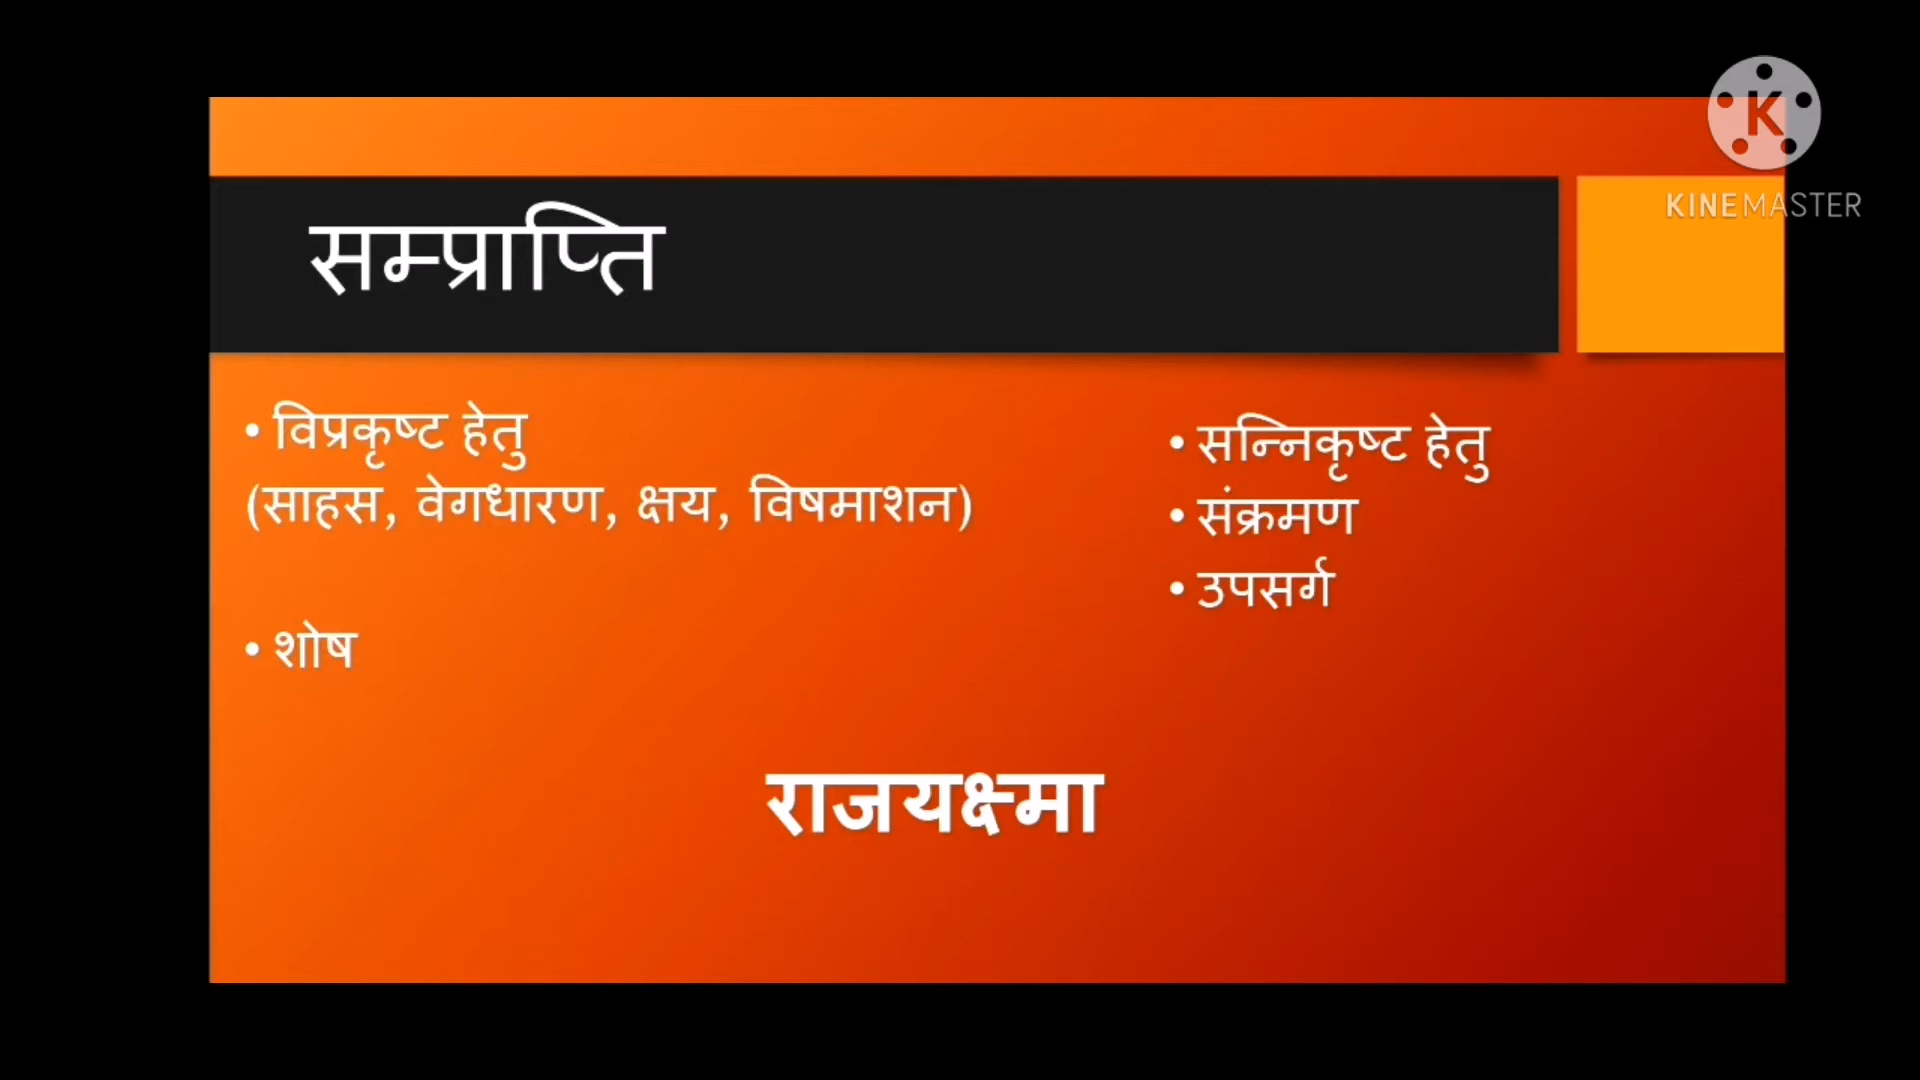 KINEMASTER
सम्प्राप्ति
• विप्रकृष्ट हेतु
(साहस, वेगधारण, क्षय, विषमाशन)
• शोष
• सन्निकृष्ट हेतु
• संक्रमण
• उपसर्ग
राजयक्ष्मा